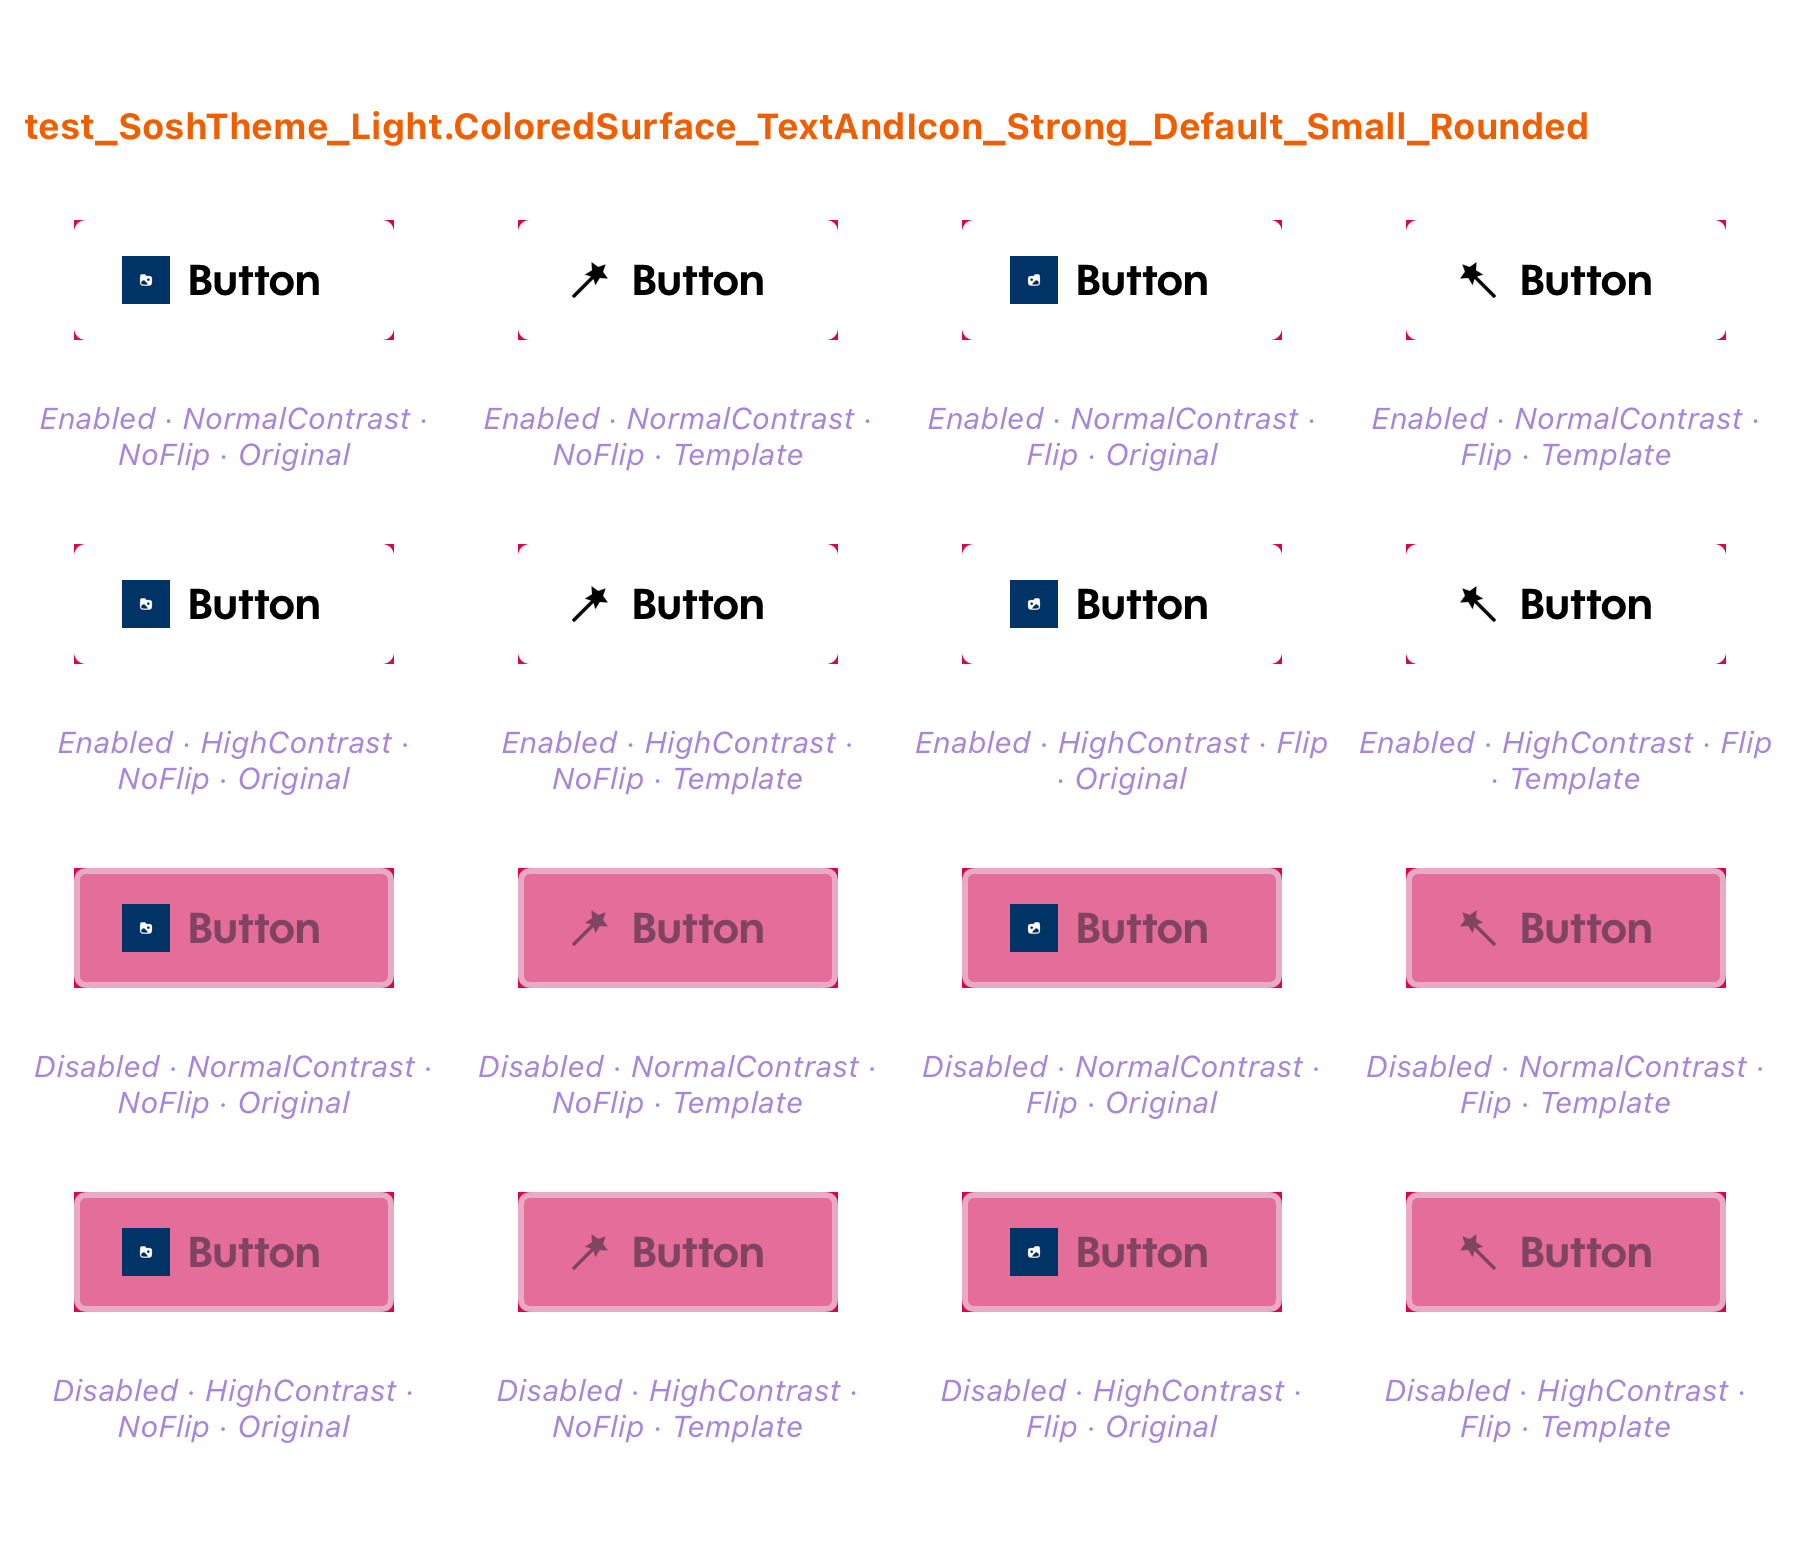 test_SoshTheme_Light.ColoredSurface_TextAndIcon_Strong_Default_Small_Rounded
Button Button Button Button
Enabled · NormalContrast · Enabled · NormalContrast · Enabled · NormalContrast · Enabled · NormalContrast ·
NoFlip · Original NoFlip · Template Flip · Original Flip · Template
Button Button Button Button
Enabled · HighContrast · Enabled · HighContrast · Enabled · HighContrast · Flip Enabled · HighContrast · Flip
NoFlip · Original NoFlip · Template · Original · Template
Button Button Button Button
Disabled · NormalContrast · Disabled · NormalContrast · Disabled · NormalContrast · Disabled · NormalContrast ·
NoFlip · Original NoFlip · Template Flip · Original Flip · Template
Button Button Button Button
Disabled · HighContrast · Disabled · HighContrast · Disabled · HighContrast · Disabled · HighContrast ·
NoFlip · Original NoFlip · Template Flip · Original Flip · Template